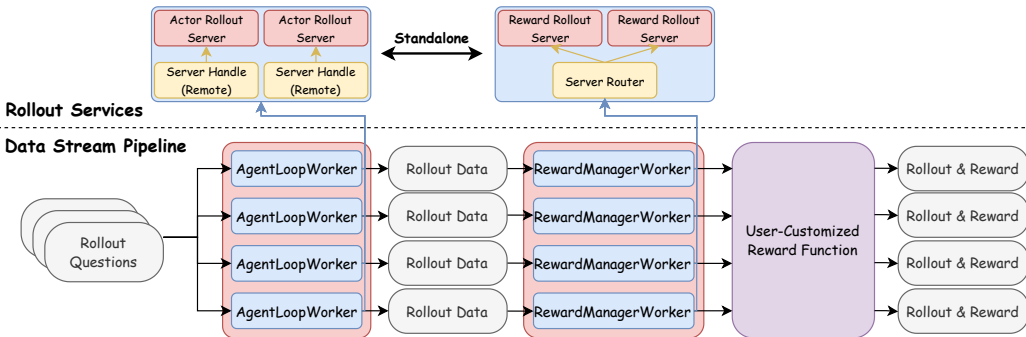 Actor Rollout
Server
Actor Rollout
Server
Server Handle
(Remote)
Server Handle
(Remote)
Standalone
Reward Rollout
Server
Reward Rollout
Server
Server Router
Rollout Services
Data Stream Pipeline
Rollout
Questions
AgentLoopWorker
Rollout Data
RewardManagerWorker
Rollout & Reward
AgentLoopWorker
Rollout Data
RewardManagerWorker
Rollout & Reward
User-Customized
Reward Function
AgentLoopWorker
Rollout Data
RewardManagerWorker
Rollout & Reward
AgentLoopWorker
Rollout Data
RewardManagerWorker
Rollout & Reward